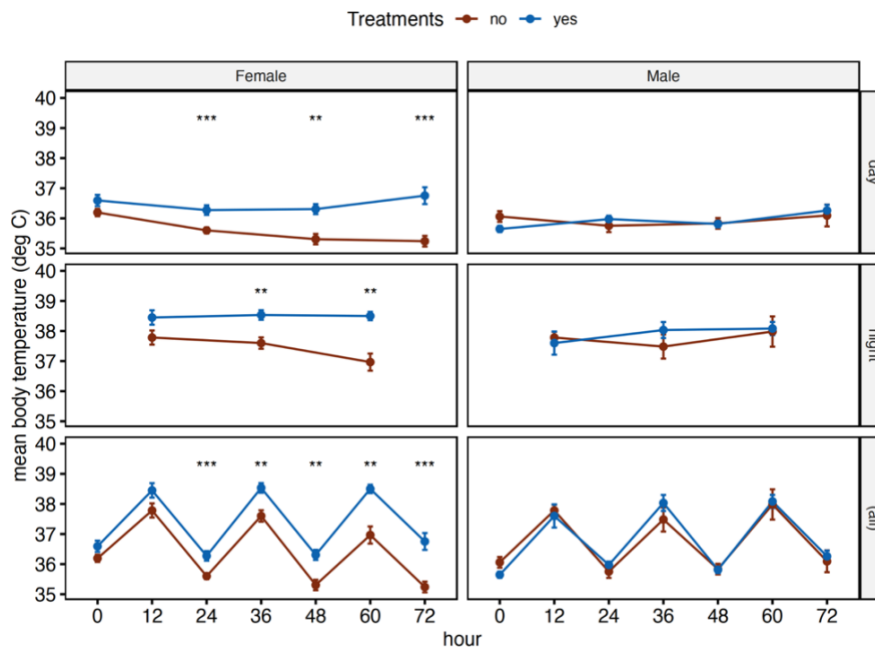 Treatments no yes
Female Male
40
39
38
37
36
35
*** ** ***
day
40
39
38
37
36
35
** **
night
40
39
38
37
36
35
*** ** ** ** ***
(all)
mean body temperature (deg C)
0 12 24 36 48 60 72 0 12 24 36 48 60 72
hour